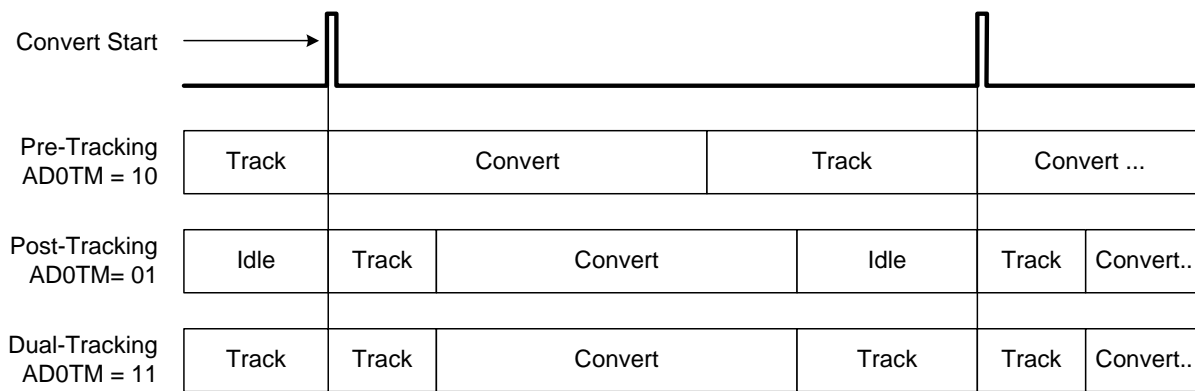 Convert Start
Pre-Tracking
AD0TM = 10
Track Convert Track Convert ...
Post-Tracking
AD0TM= 01
Idle Track Convert Idle Track Convert..
Dual-Tracking
AD0TM = 11
Track Track Convert Track Track Convert..